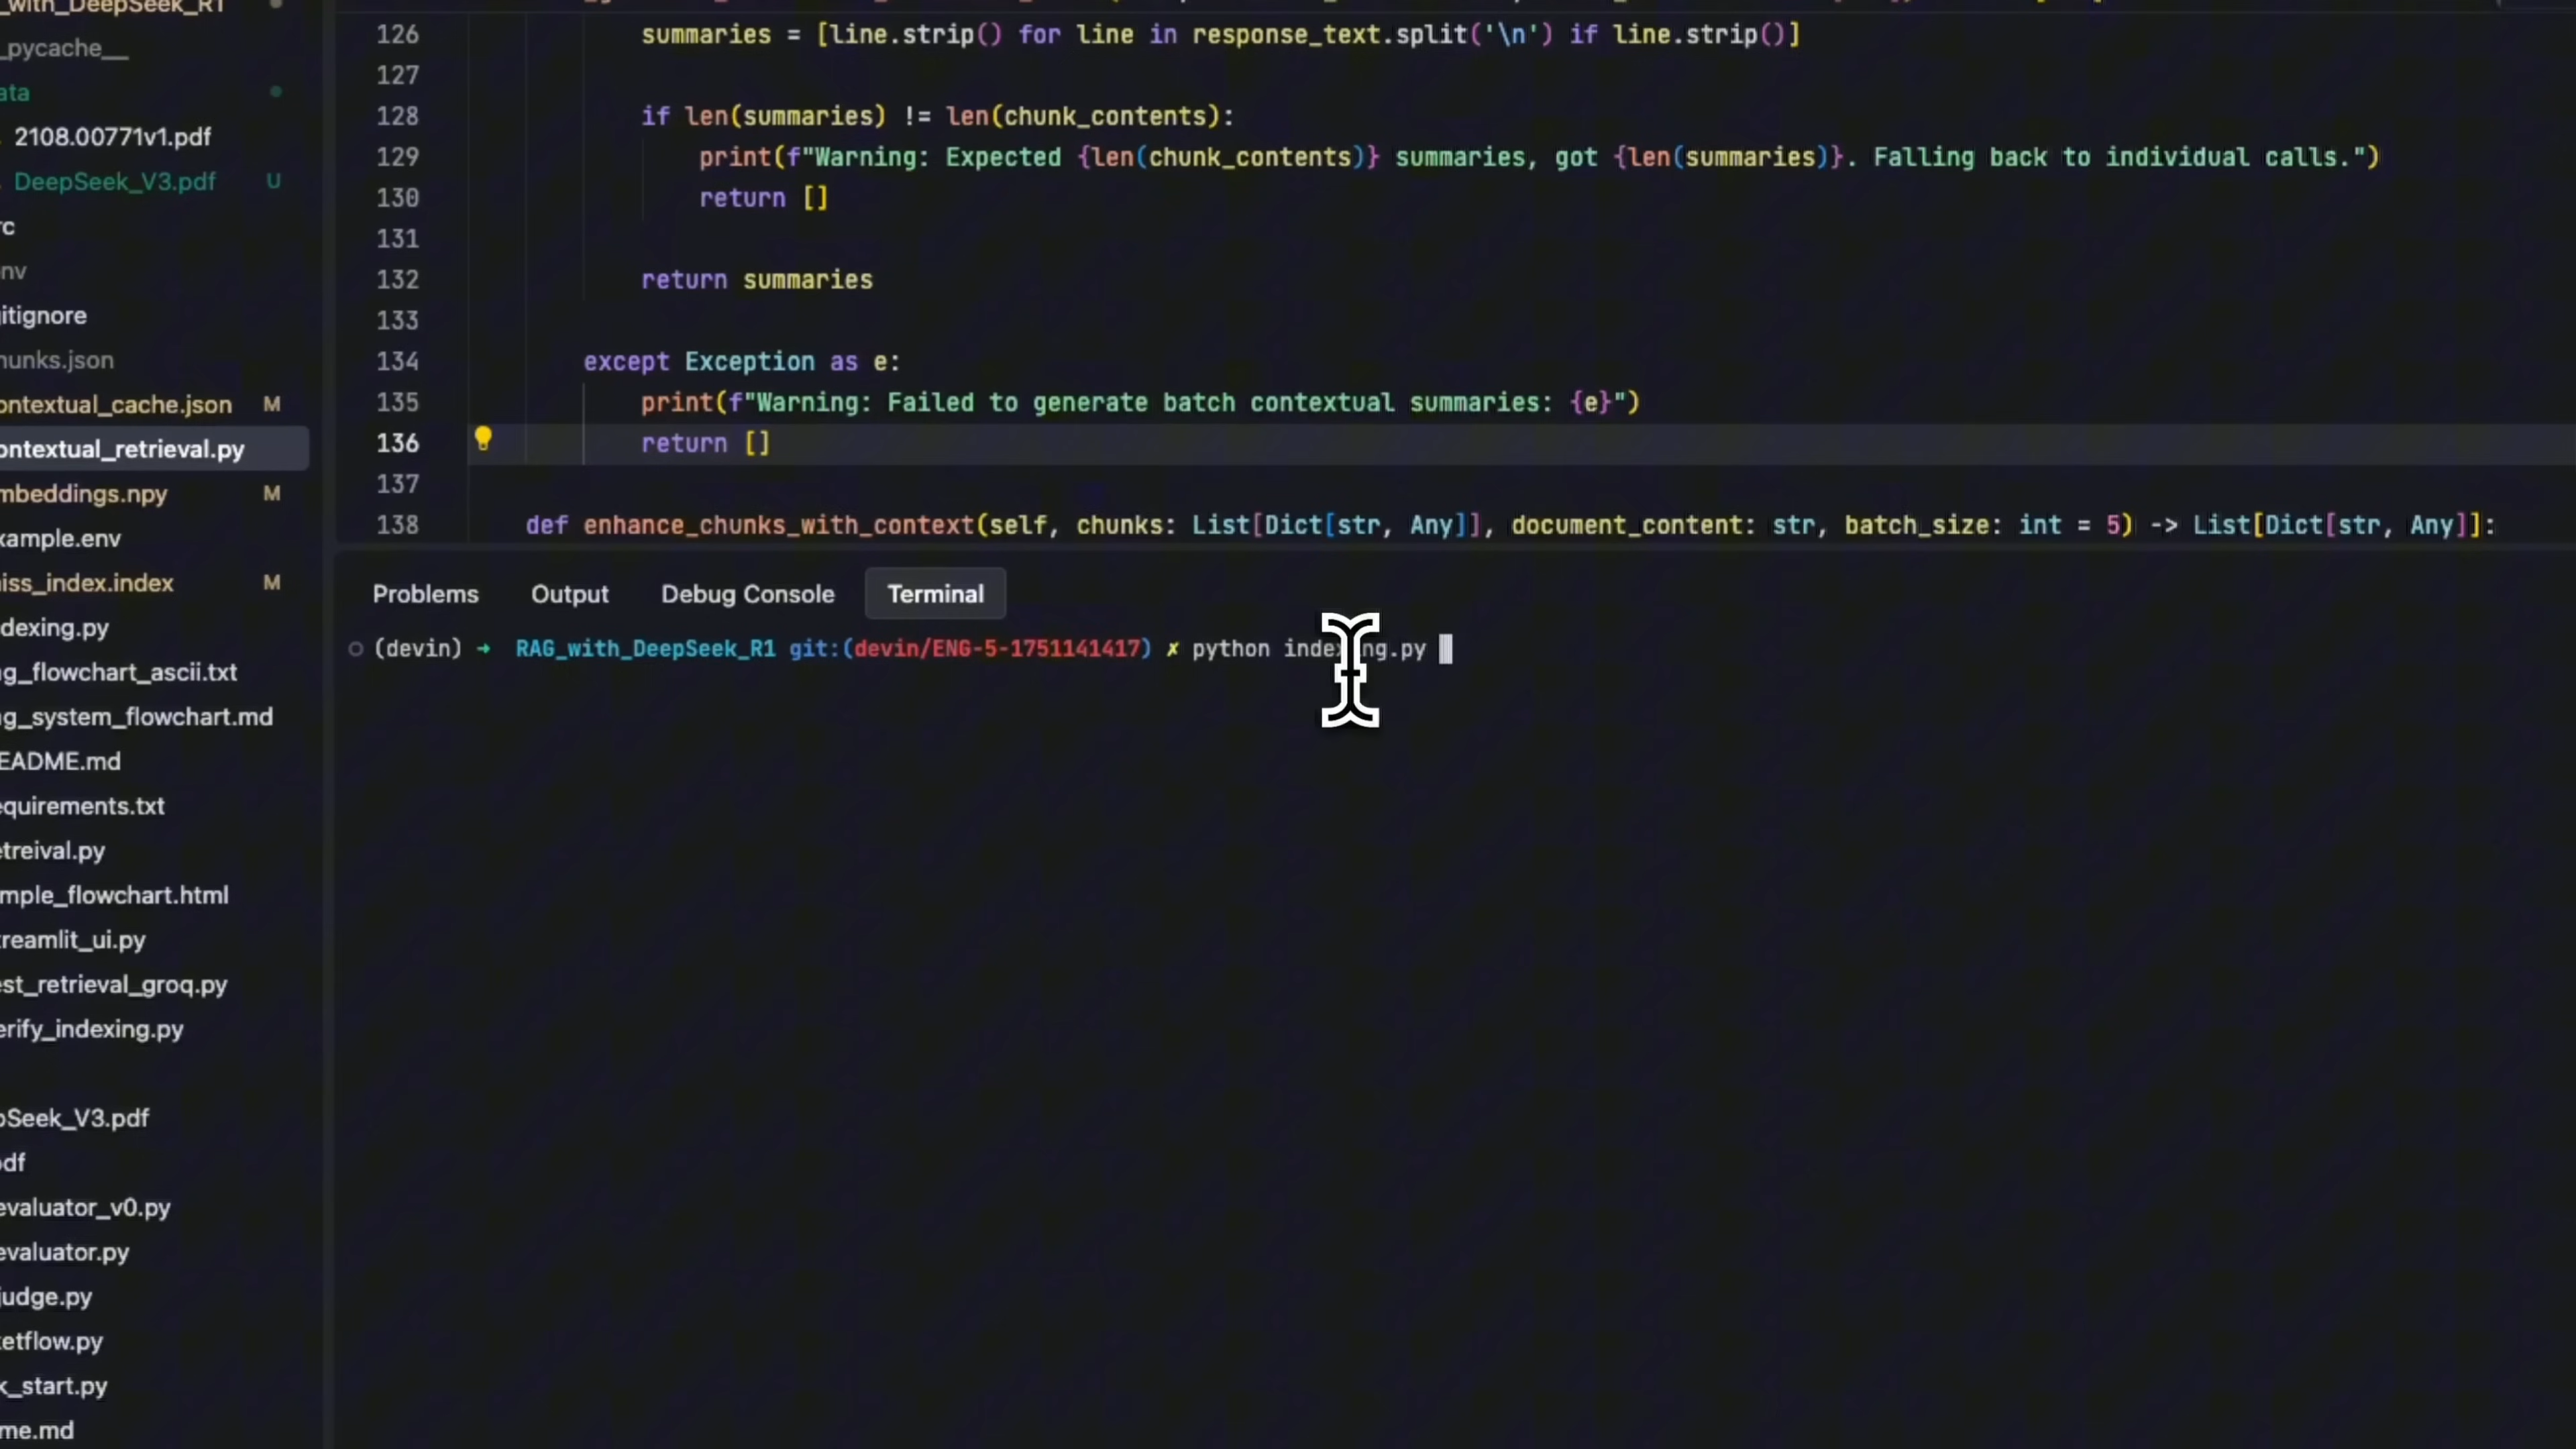 _with_DeepSeek_R1
_pycache__
ata
2108.00771v1.pdf
DeepSeek_V3.pdf U
rc
nv
itignore
hunks.json
ontextual_cache.json M
ontextual_retrieval.py
mbeddings.npy M
xample.env
iss_index.index M
dexing.py
g_flowchart_ascii.txt
g_system_flowchart.md
EADME.md
equirements.txt
etreival.py
mple_flowchart.html
treamlit_ui.py
est_retrieval_groq.py
erify_indexing.py
pSeek_V3.pdf
df
evaluator_v0.py
evaluator.py
judge.py
etflow.py
k_start.py
me.md
126 summaries = [line.strip() for line in response_text.split('\n') if line.strip()]
127
128 if len(summaries) != len(chunk_contents):
129 print(f"Warning: Expected {len(chunk_contents)} summaries, got {len(summaries)}. Falling back to individual calls.")
130 return []
131
132 return summaries
133
134 except Exception as e:
135 print(f"Warning: Failed to generate batch contextual summaries: {e}")
136 return []
137
138 def enhance_chunks_with_context(self, chunks: List[Dict[str, Any]], document_content: str, batch_size: int = 5) -> List[Dict[str, Any]]:
Problems Output Debug Console Terminal
(devin) ➜ RAG_with_DeepSeek_R1 git:(devin/ENG-5-1751141417) ✗ python indexing.py